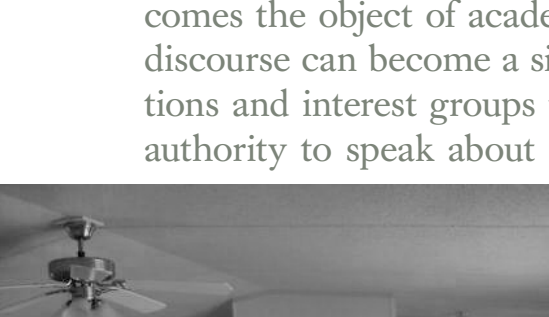 comes the object of acade
discourse can become a si
tions and interest groups
authority to speak about